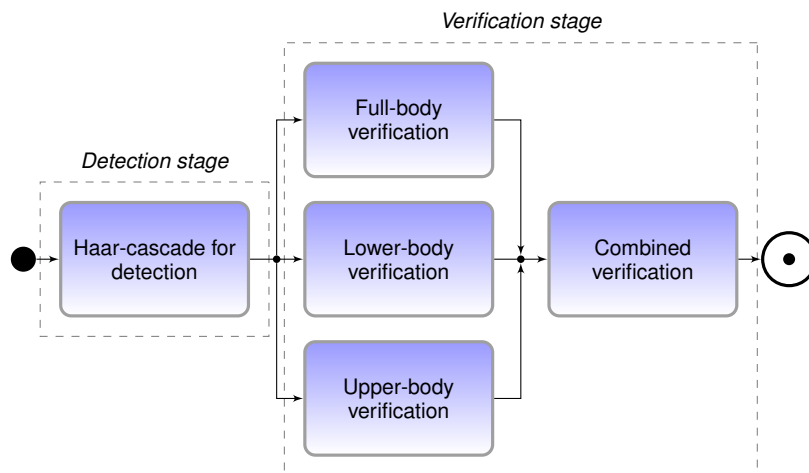 Verification stage
Full-body
verification
Detection stage
Haar-cascade for
detection
Lower-body
verification
Combined
verification
Upper-body
verification